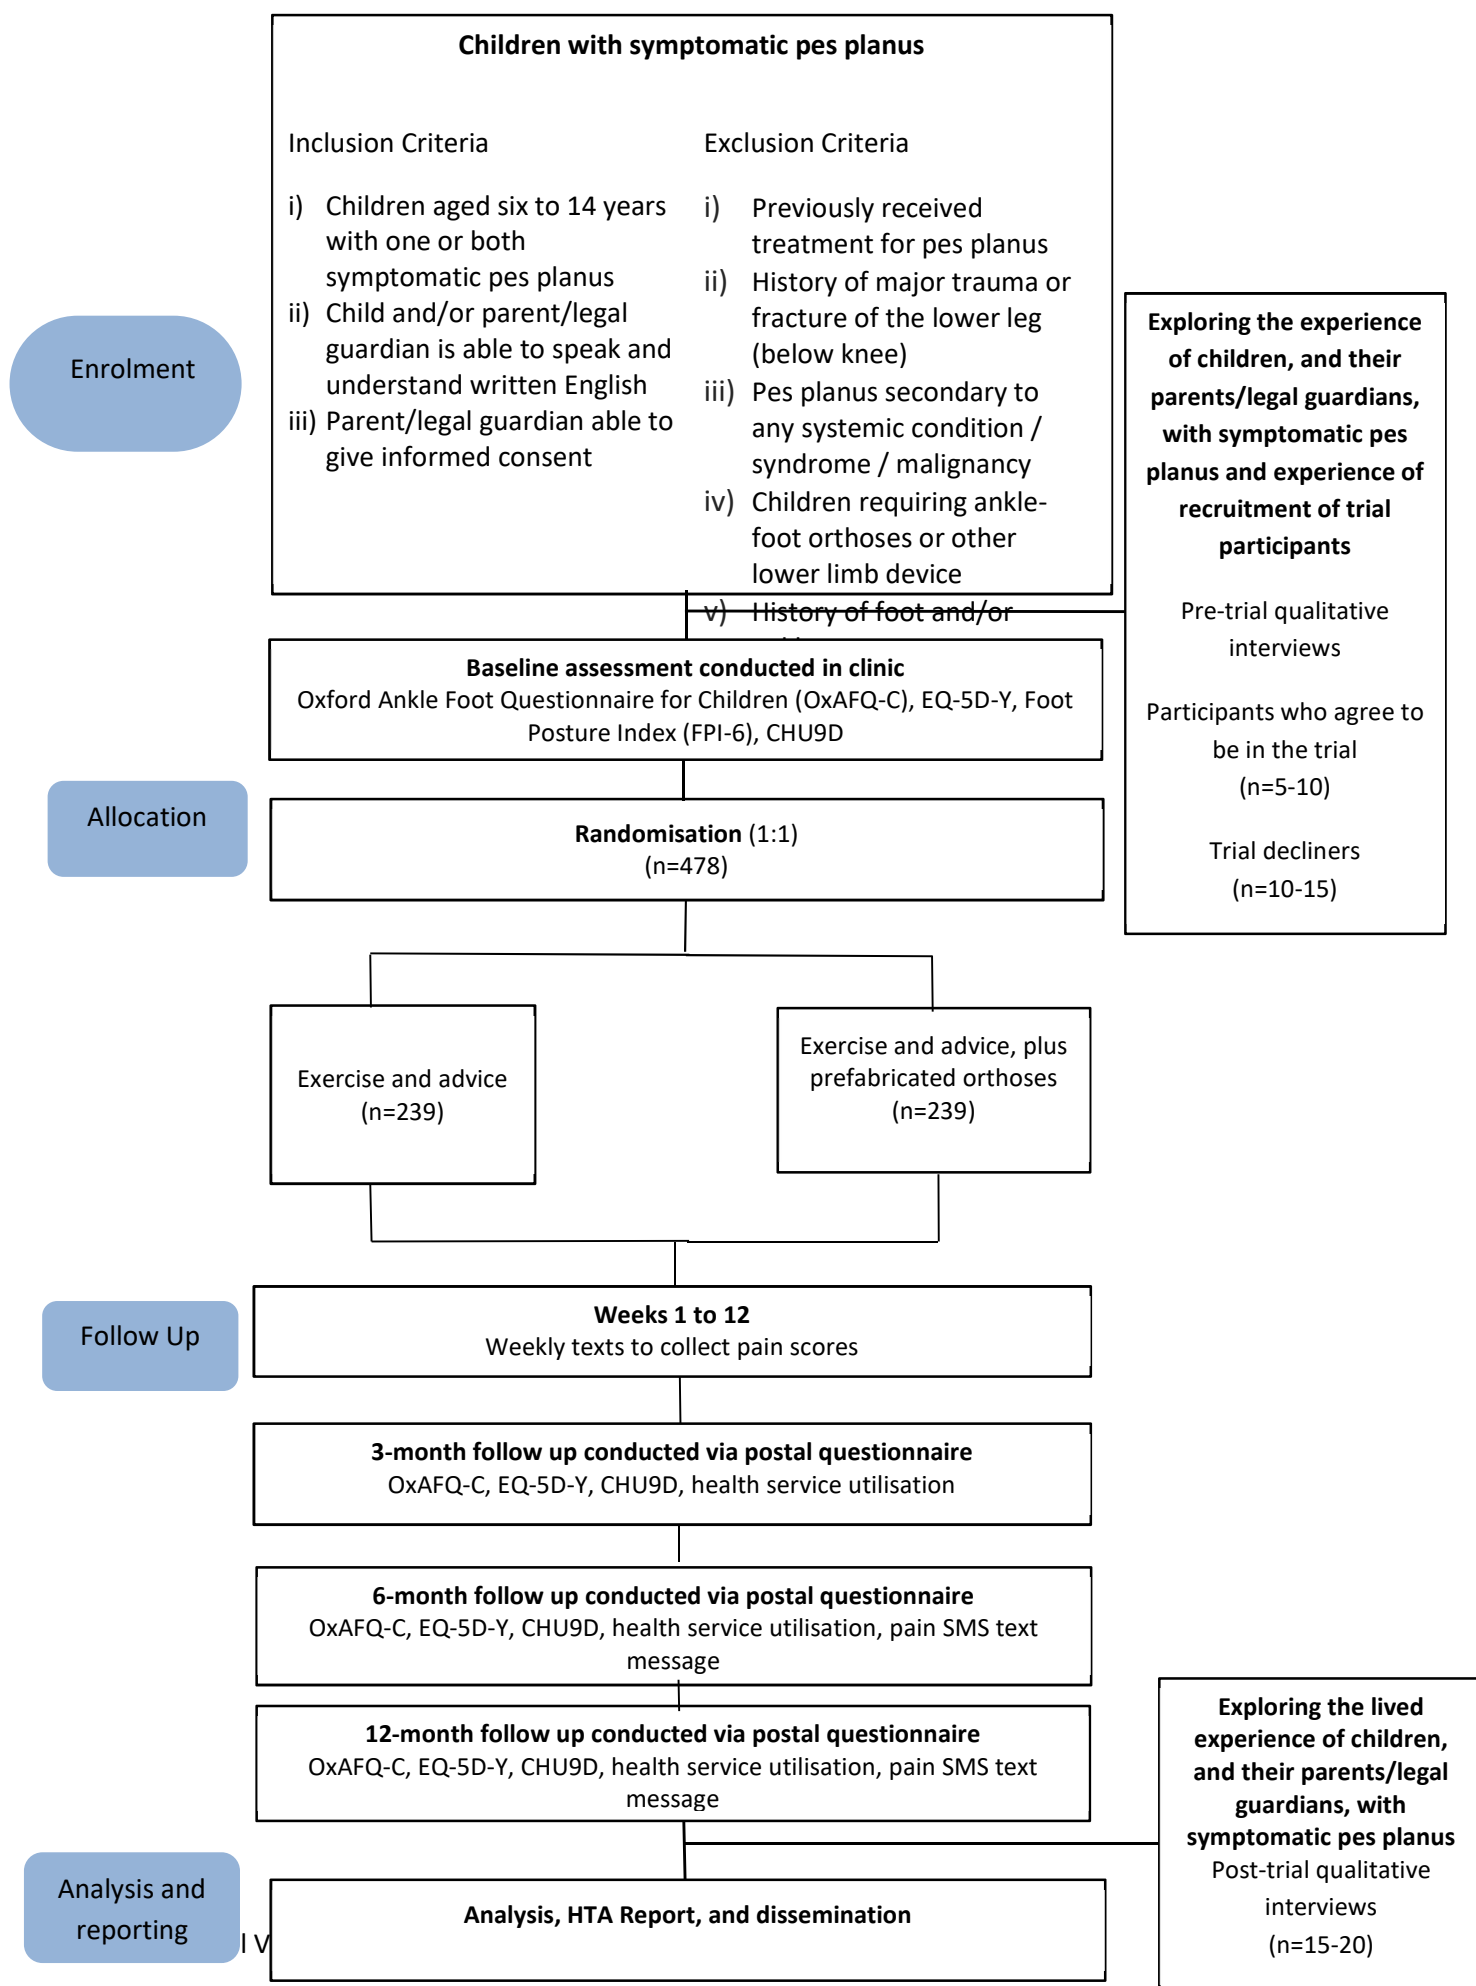 Children with symptomatic pes planus
Inclusion Criteria
i) Children aged six to 14 years
with one or both
symptomatic pes planus
ii) Child and/or parent/legal
guardian is able to speak and
understand written English
iii) Parent/legal guardian able to
give informed consent
Exclusion Criteria
i) Previously received
treatment for pes planus
ii) History of major trauma or
fracture of the lower leg
(below knee)
iii) Pes planus secondary to
any systemic condition /
syndrome / malignancy
iv) Children requiring ankle-
foot orthoses or other
lower limb device
v) History of foot and/or
Enrolment
Exploring the experience
of children, and their
parents/legal guardians,
with symptomatic pes
planus and experience of
recruitment of trial
participants
Pre-trial qualitative
interviews
Participants who agree to
be in the trial
(n=5-10)
Trial decliners
(n=10-15)
Baseline assessment conducted in clinic
Oxford Ankle Foot Questionnaire for Children (OxAFQ-C), EQ-5D-Y, Foot
Posture Index (FPI-6), CHU9D
Allocation
Randomisation (1:1)
(n=478)
Exercise and advice
(n=239)
Exercise and advice, plus
prefabricated orthoses
(n=239)
Follow Up
Weeks 1 to 12
Weekly texts to collect pain scores
3-month follow up conducted via postal questionnaire
OxAFQ-C, EQ-5D-Y, CHU9D, health service utilisation
6-month follow up conducted via postal questionnaire
OxAFQ-C, EQ-5D-Y, CHU9D, health service utilisation, pain SMS text
message
12-month follow up conducted via postal questionnaire
OxAFQ-C, EQ-5D-Y, CHU9D, health service utilisation, pain SMS text
message
Exploring the lived
experience of children,
and their parents/legal
guardians, with
symptomatic pes planus
Post-trial qualitative
interviews
(n=15-20)
Analysis and
reporting
l V
Analysis, HTA Report, and dissemination